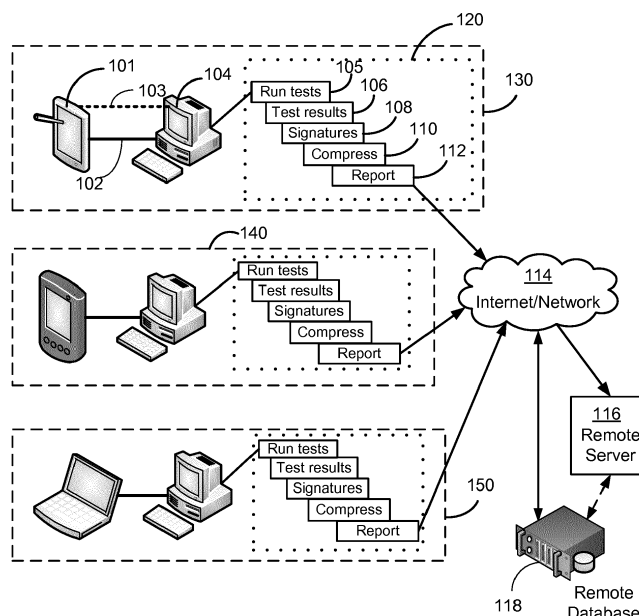 120
101
103
104
105
130
Run tests
106
Test results
108
Signatures
110
Compress
112
Report
102
140
114
Internet/Network
Run tests
Test results
Signatures
Compress
Report
116
Remote
Server
Run tests
Test results
Signatures
Compress
Report
150
118
Remote
Database